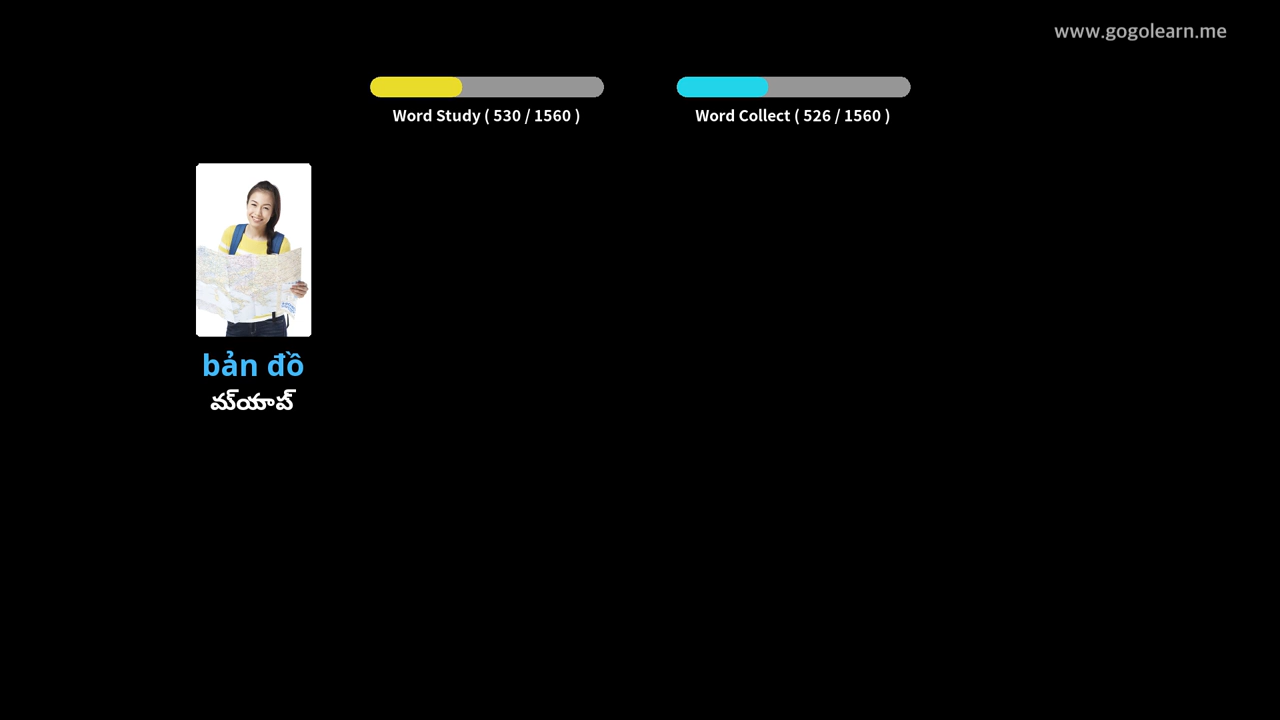 www.gogolearn.me
Word Study ( 530 / 1560 )
Word Collect ( 526 / 1560 )
bản đồ
మ్యాప్